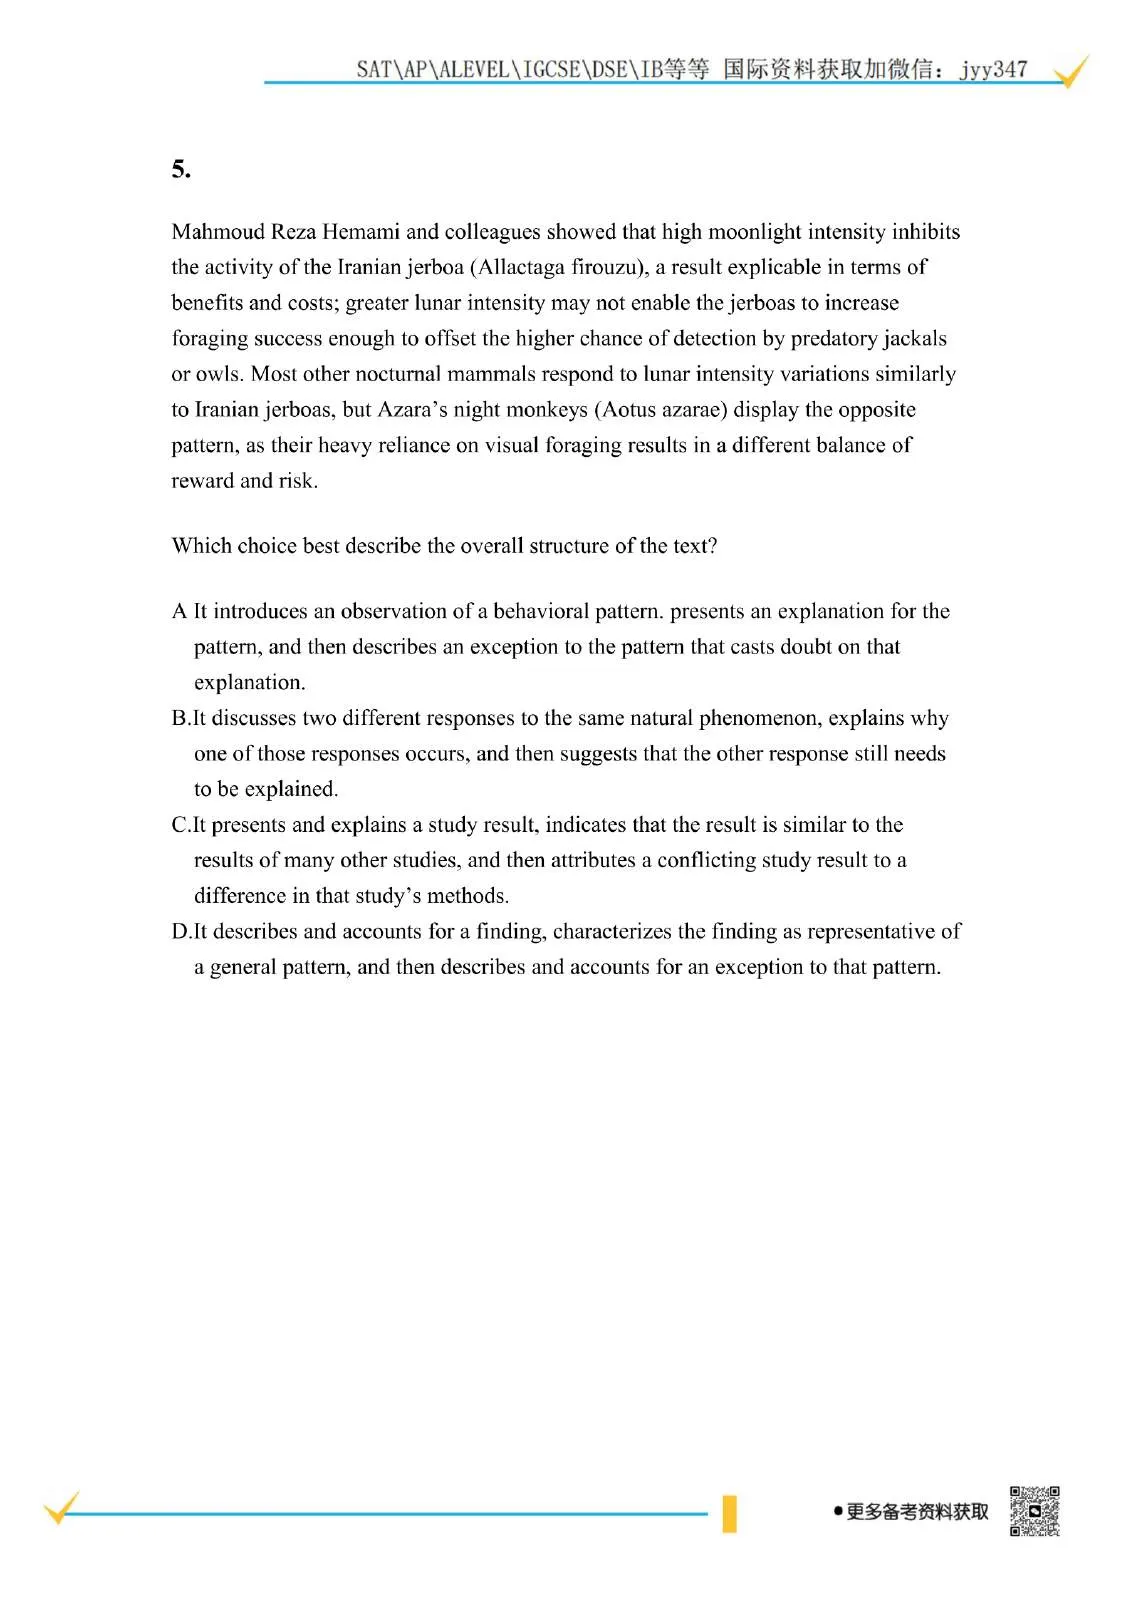 SAT\AP\ALEVEL\IGCSE\DSE\IB等等 国际资料获取加微信：jyy347
5.
Mahmoud Reza Hemami and colleagues showed that high moonlight intensity inhibits
the activity of the Iranian jerboa (Allactaga firouzu), a result explicable in terms of
benefits and costs; greater lunar intensity may not enable the jerboas to increase
foraging success enough to offset the higher chance of detection by predatory jackals
or owls. Most other nocturnal mammals respond to lunar intensity variations similarly
to Iranian jerboas, but Azara’s night monkeys (Aotus azarae) display the opposite
pattern, as their heavy reliance on visual foraging results in a different balance of
reward and risk.
Which choice best describe the overall structure of the text?
A It introduces an observation of a behavioral pattern. presents an explanation for the
pattern, and then describes an exception to the pattern that casts doubt on that
explanation.
B.It discusses two different responses to the same natural phenomenon, explains why
one of those responses occurs, and then suggests that the other response still needs
to be explained.
C.It presents and explains a study result, indicates that the result is similar to the
results of many other studies, and then attributes a conflicting study result to a
difference in that study’s methods.
D.It describes and accounts for a finding, characterizes the finding as representative of
a general pattern, and then describes and accounts for an exception to that pattern.
•更多备考资料获取